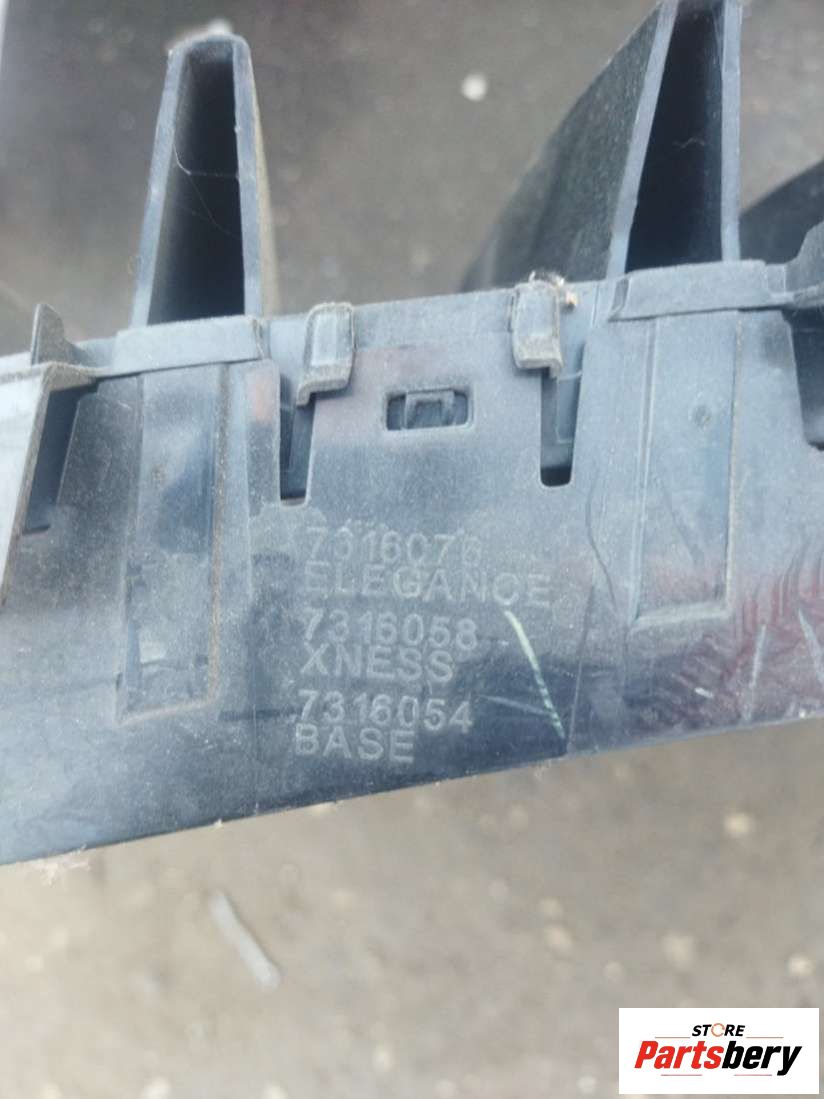 7316076
ELEGANCE
7316058
XNESS
7316054
BASE
STORE
Partsbery